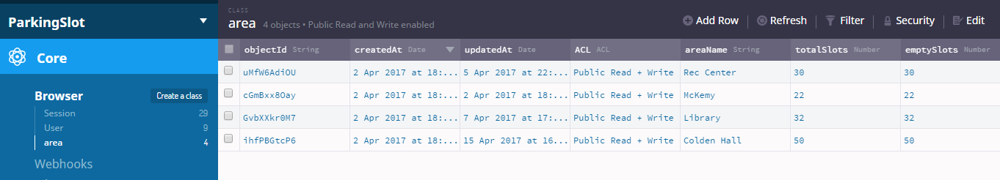 ParkingSlot
Core
Browser Create a class
Session 29
User 9
area 4
Webhooks
CLASS
area 4 objects • Public Read and Write enabled
Add Row Refresh Filter Security Edit
objectId String createdAt Date updatedAt Date ACL ACL areaName String totalSlots Number emptySlots Number
uMfW6AdiOU 2 Apr 2017 at 18:... 5 Apr 2017 at 22:... Public Read + Write Rec Center 30 30
cGmBxx8Oay 2 Apr 2017 at 18:... 2 Apr 2017 at 18:... Public Read + Write McKemy 22 22
GvbXXkr0M7 2 Apr 2017 at 18:... 7 Apr 2017 at 17:... Public Read + Write Library 32 32
ihfPBGtcP6 2 Apr 2017 at 18:... 15 Apr 2017 at 16... Public Read + Write Colden Hall 50 50